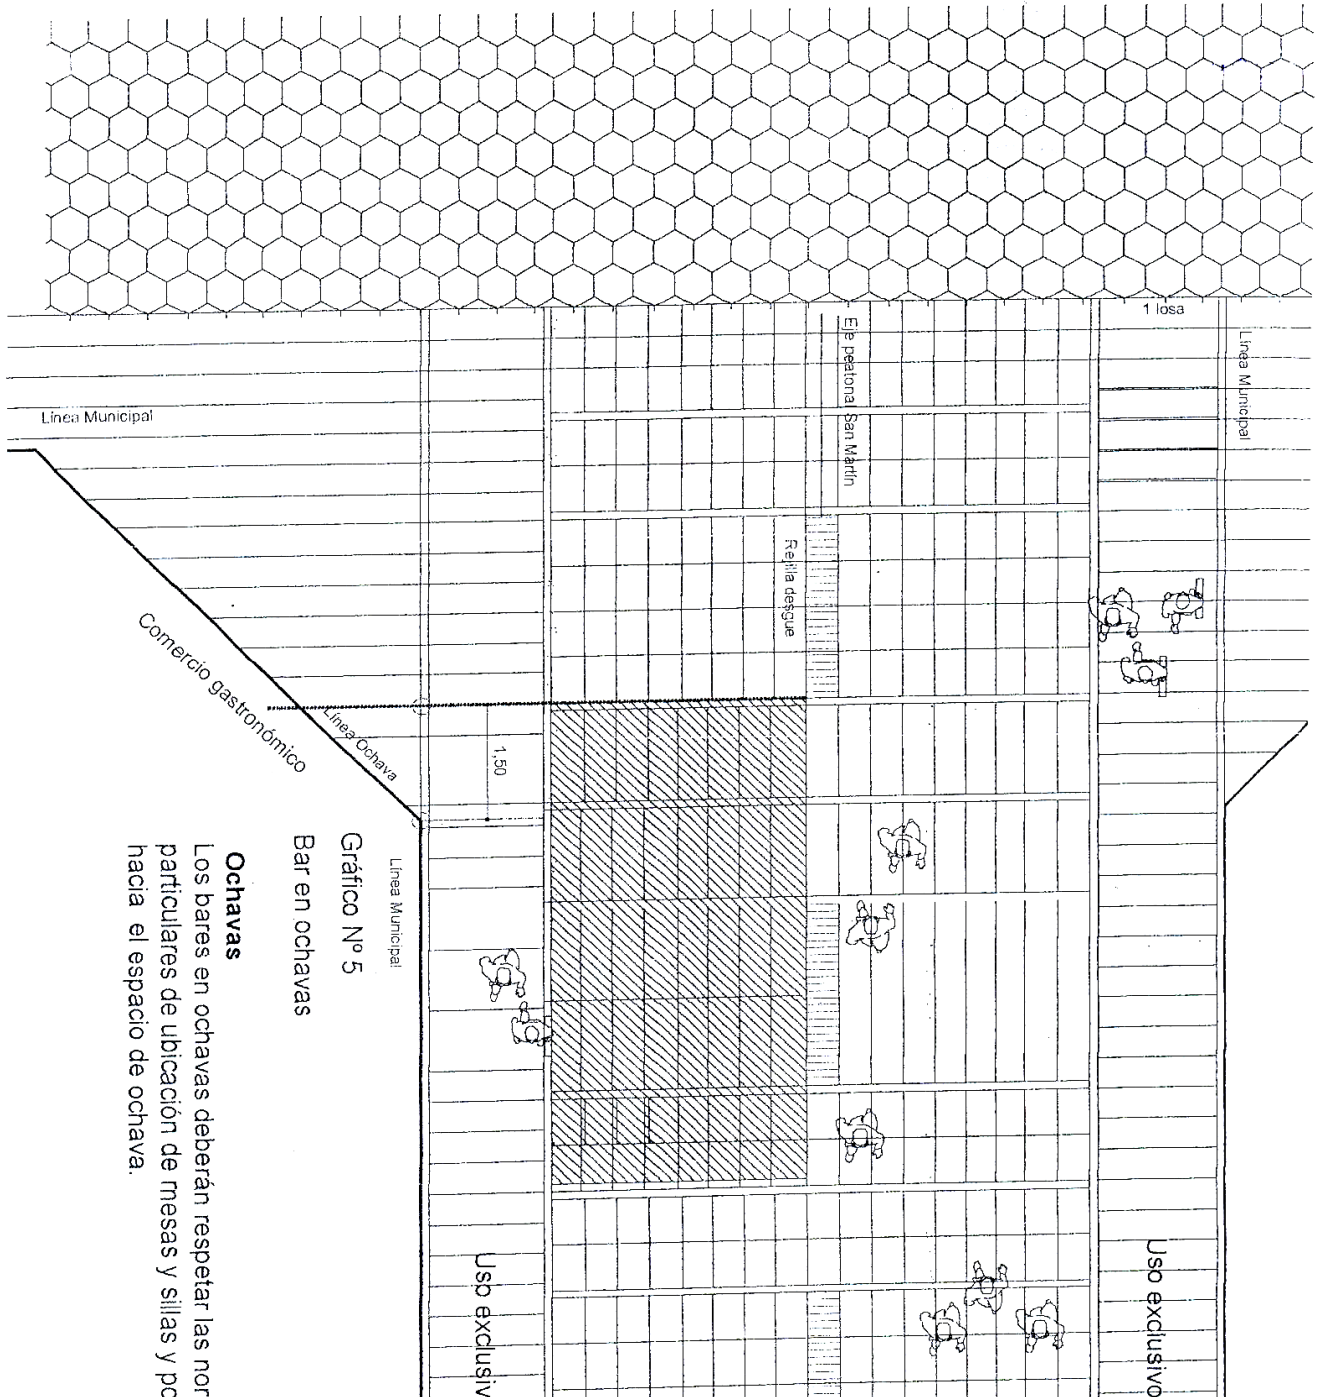 1 losa
Línea Municipal
Eje peatonal San Martín
Rejilla desgue
Línea Municipal
Comercio gastronómico
Línea Ochava
1,50
Línea Municipal
Gráfico Nº 5
Bar en ochavas
Ochavas
Los bares en ochavas deberán respetar las nor
particulares de ubicación de mesas y sillas y po
hacia el espacio de ochava.
Uso exclusiv
Uso exclusivo